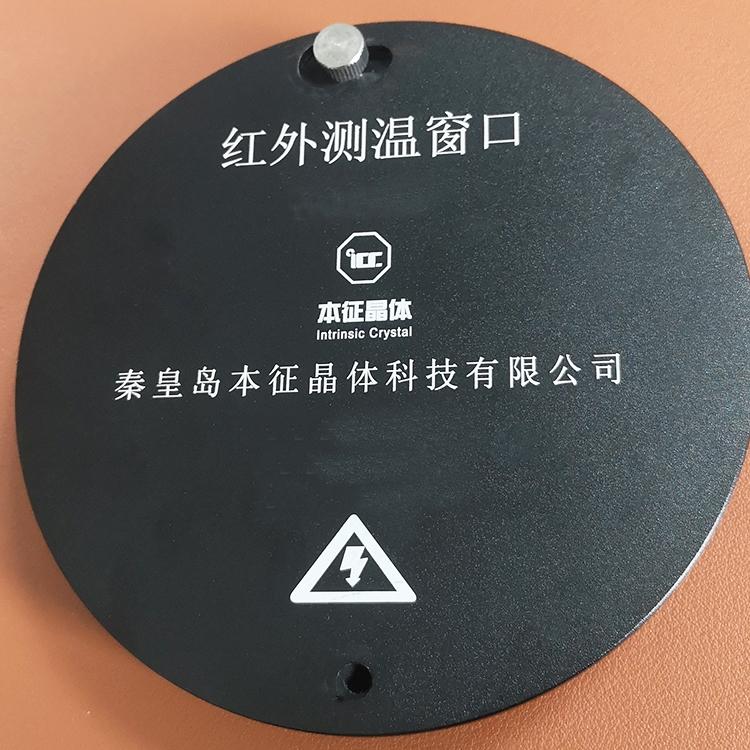 红外测温窗口
icc
本征晶体
Intrinsic Crystal
秦皇岛本征晶体科技有限公司